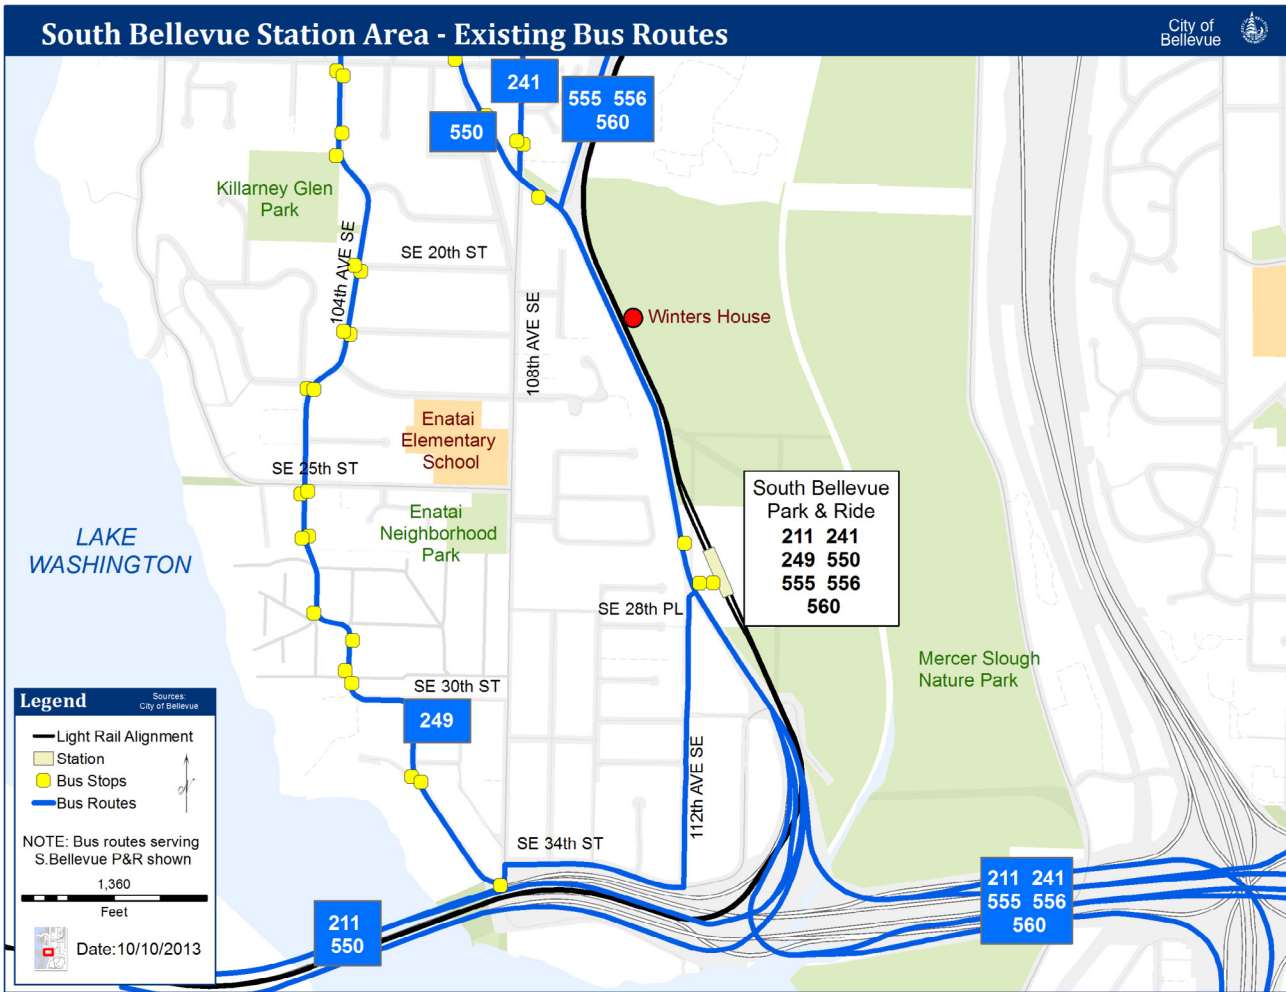 South Bellevue Station Area - Existing Bus Routes
City of
Bellevue
241
555 556
560
550
Killarney Glen
Park
104th AVE SE
SE 20th ST
108th AVE SE
Winters House
Enatai
Elementary
School
SE 25th ST
Enatai
Neighborhood
Park
LAKE
WASHINGTON
South Bellevue
Park & Ride
211 241
249 550
555 556
560
SE 28th PL
Mercer Slough
Nature Park
SE 30th ST
249
112th AVE SE
SE 34th ST
211 241
555 556
560
211
550
Legend
Sources:
City of Bellevue
Light Rail Alignment
Station
Bus Stops
Bus Routes
N
NOTE: Bus routes serving
S.Bellevue P&R shown
1,360
Feet
Date:10/10/2013